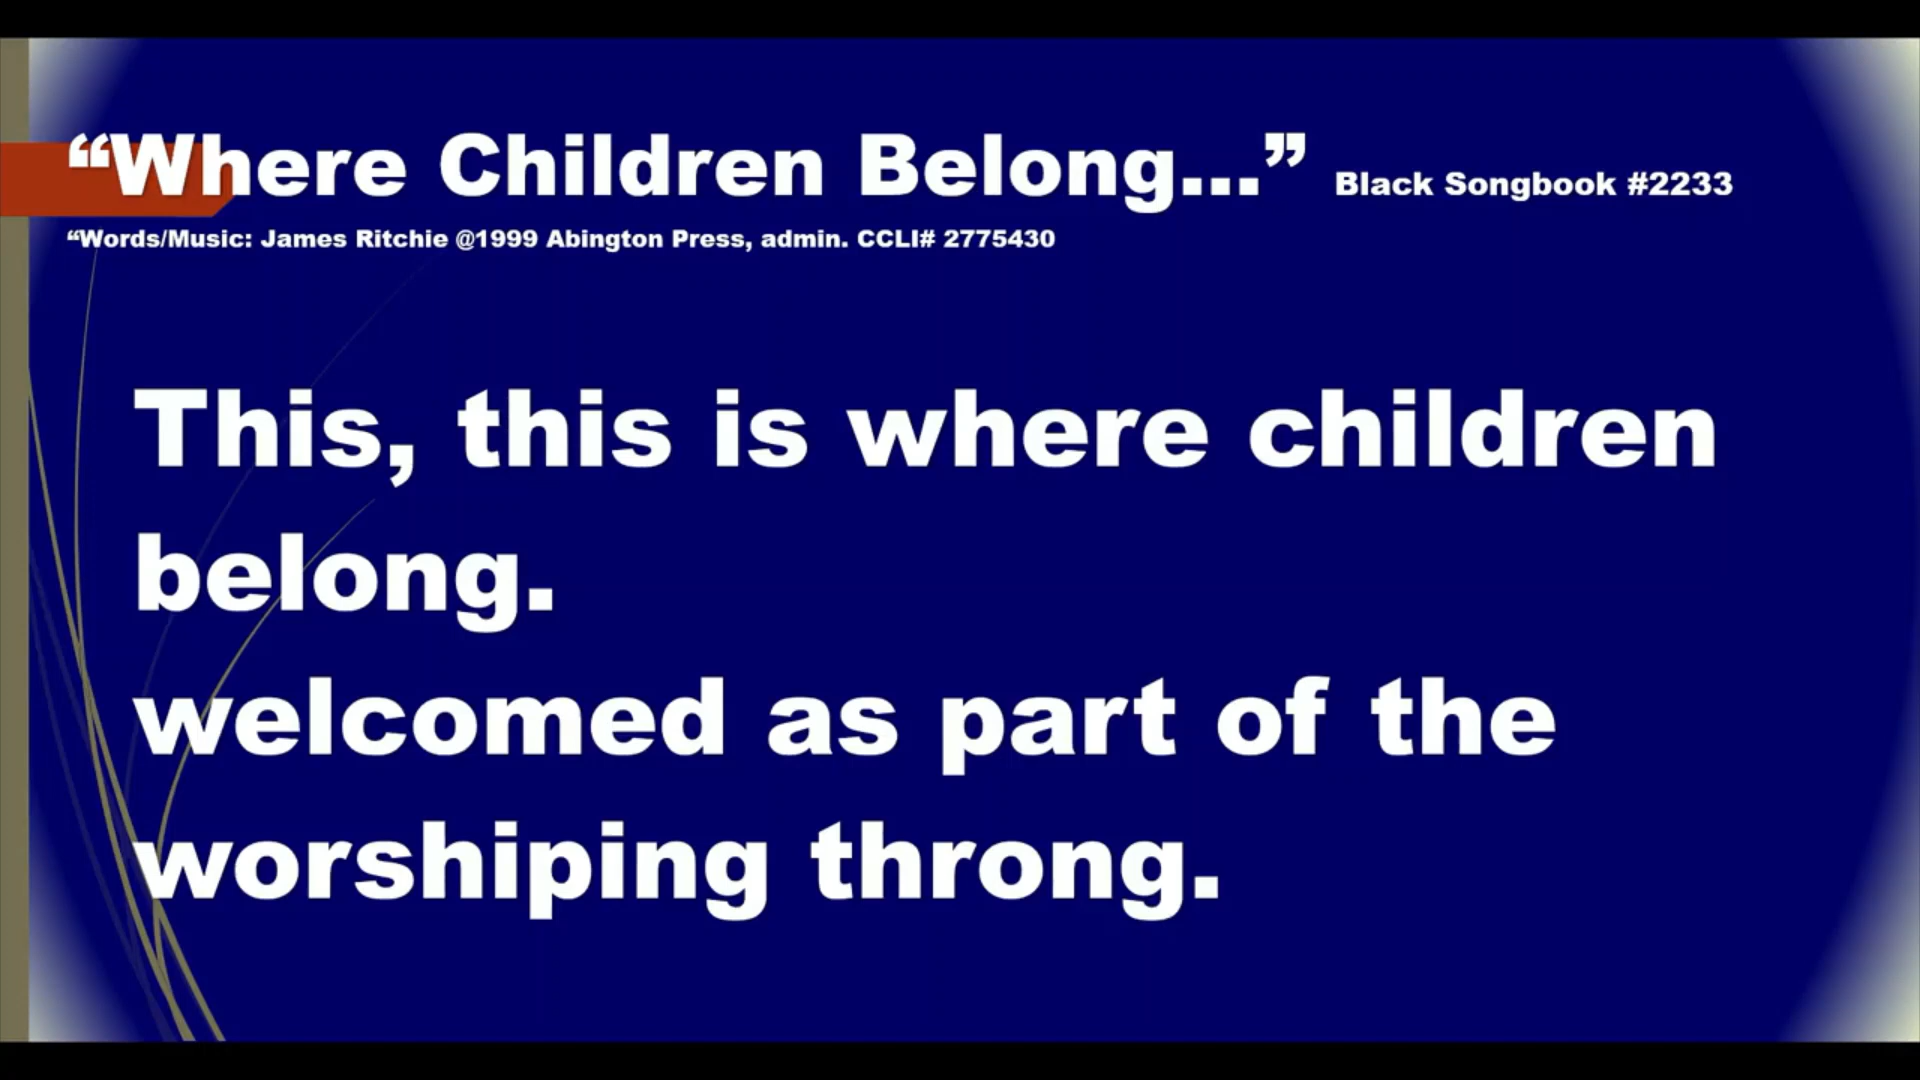 “Where Children Belong...” Black Songbook #2233
“Words/Music: James Ritchie @1999 Abington Press, admin. CCLI# 2775430
This, this is where children
belong.
welcomed as part of the
worshiping throng.